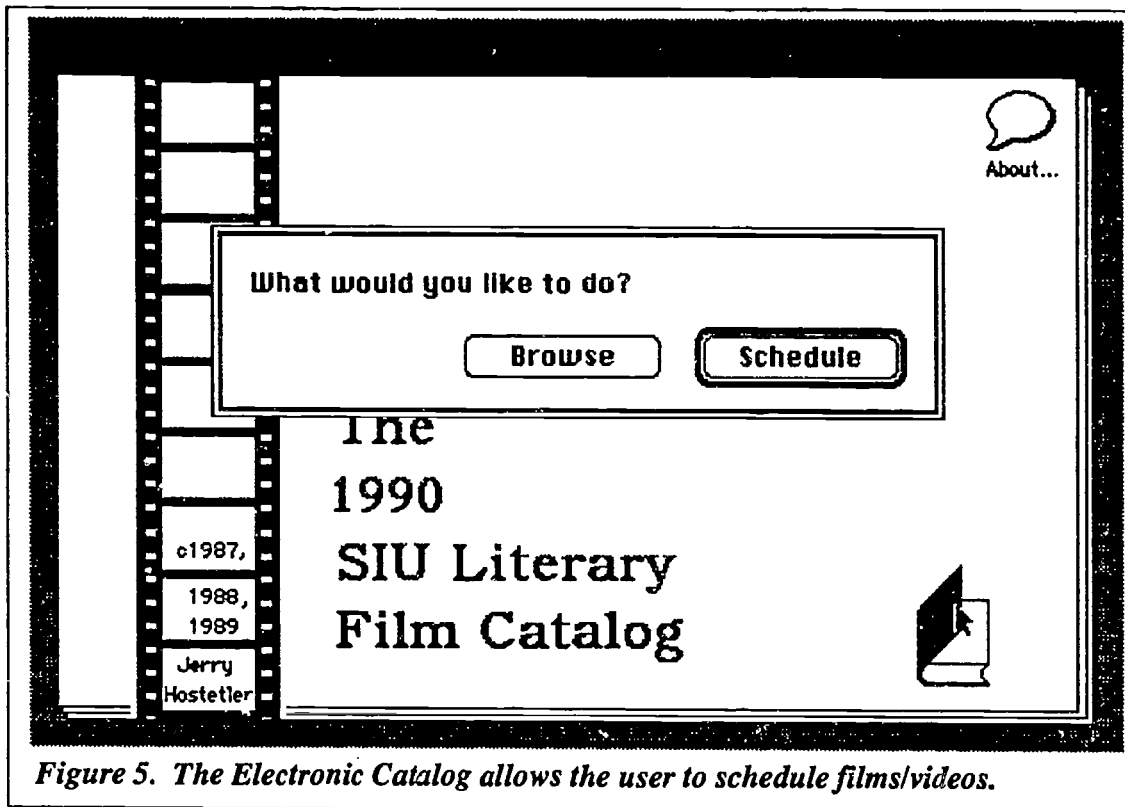 About...
What would you like to do?
Browse Schedule
The
1990
SIU Literary
Film Catalog
c1987,
1988,
1989
Jerry
Hostetler
Figure 5. The Electronic Catalog allows the user to schedule films/videos.